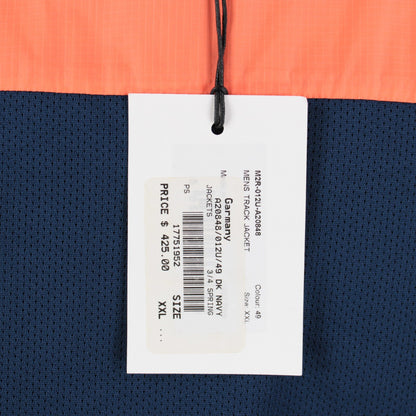 M2R-012U-A20848
MENS TRACK JACKET
Colour: 49
Size: XXL
Garmany
A20848/012U/49 DK NAVY
JACKETS 3/4 SPRING
17751952
PS SIZE
PRICE $ 425.00 XXL
...